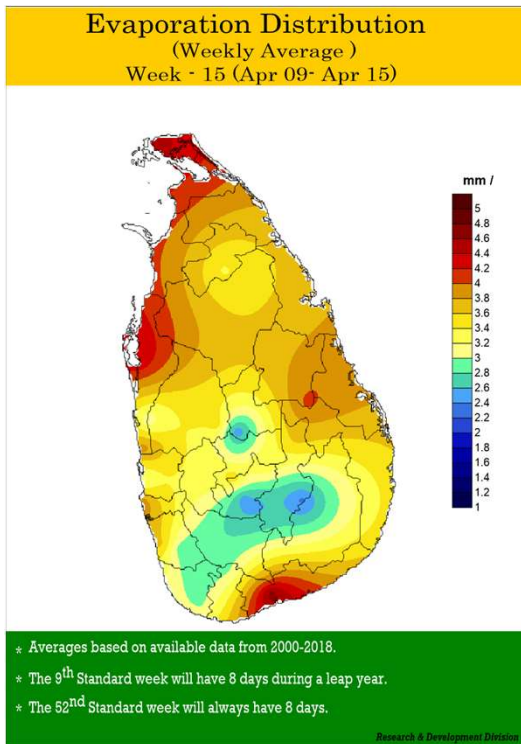 Evaporation Distribution
(Weekly Average )
Week - 15 (Apr 09- Apr 15)
mm /
5
4.8
4.6
4.4
4.2
4
3.8
3.6
3.4
3.2
3
2.8
2.6
2.4
2.2
2
1.8
1.6
1.4
1.2
1
* Averages based on available data from 2000-2018.
* The 9th Standard week will have 8 days during a leap year.
* The 52nd Standard week will always have 8 days.
Research & Development Division